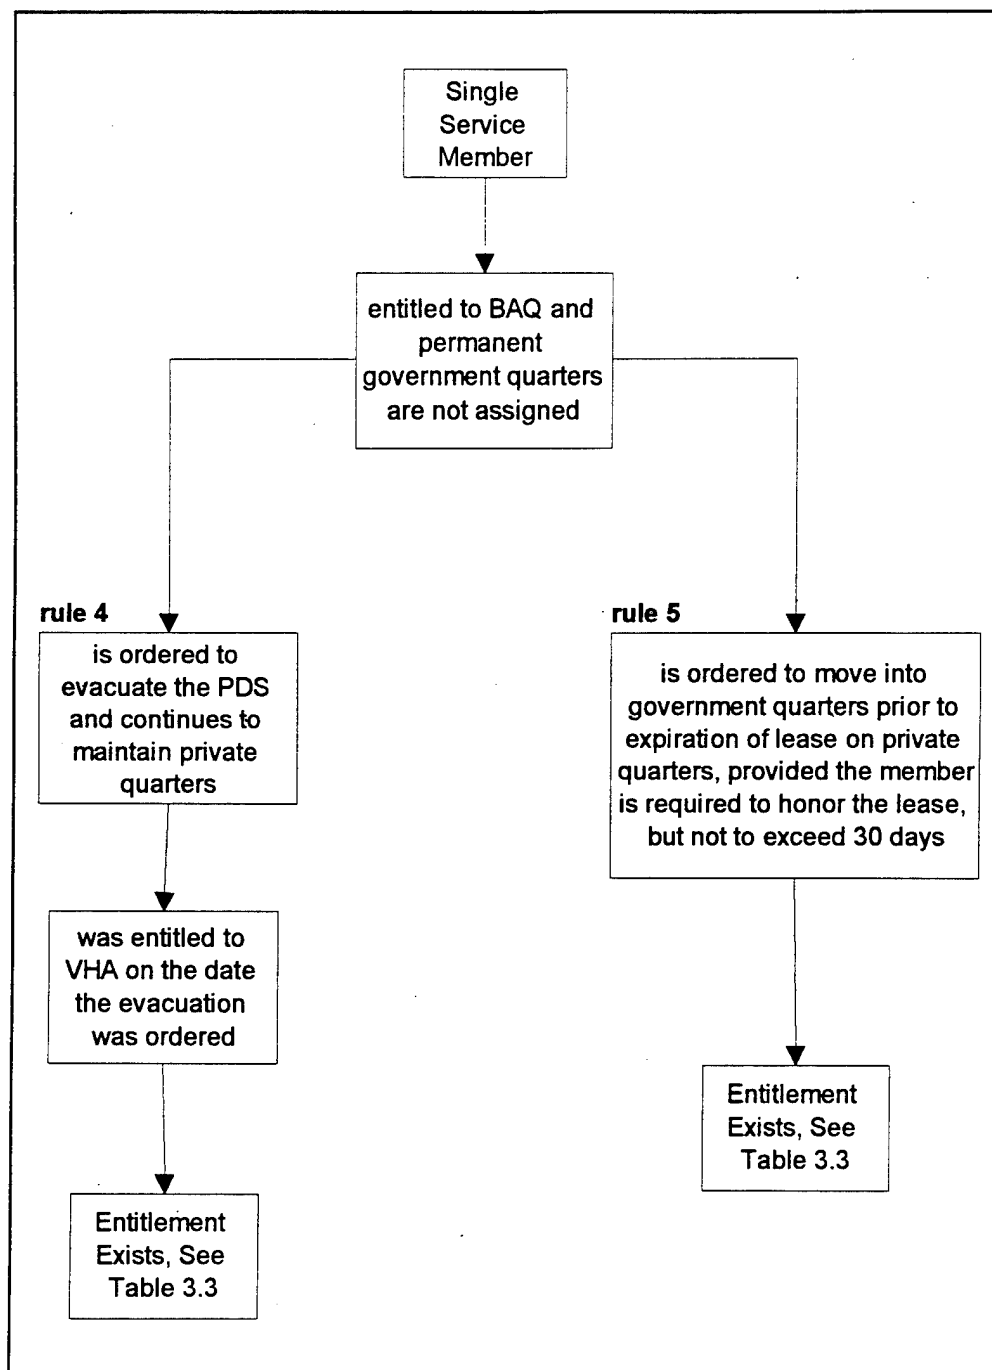 Single
Service
Member
entitled to BAQ and
permanent
government quarters
are not assigned
rule 4
is ordered to
evacuate the PDS
and continues to
maintain private
quarters
was entitled to
VHA on the date
the evacuation
was ordered
Entitlement
Exists, See
Table 3.3
rule 5
is ordered to move into
government quarters prior to
expiration of lease on private
quarters, provided the member
is required to honor the lease,
but not to exceed 30 days
Entitlement
Exists, See
Table 3.3